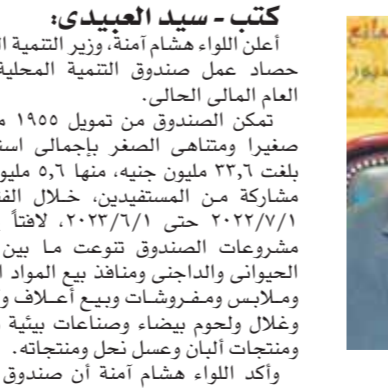 كتب - سيد العبيدى:
أعلن اللواء هشام آمنة، وزير التنمية
حصاد عمل صندوق التنمية المحلية
العام المالى الحالى.
تمكن الصندوق من تمويل ١٩٥٥
صغيرا ومتناهى الصغر بإجمالى
بلغت ٣٣,٦ مليون جنيه، منها ٥,٦
مشاركة من المستفيدين، خلال
٢٠٢٢/٧/١ حتى ٢٠٢٣/٦/١، لافتاً
مشروعات الصندوق تنوعت ما بين
الحيوانى والداجنى ومنافذ بيع المواد
وملابس ومفروشات وبيع أعلاف
وغلال ولحوم بيضاء وصناعات بيئية
ومنتجات ألبان وعسل نحل ومنتجاته.
وأكد اللواء هشام آمنة أن صندوق